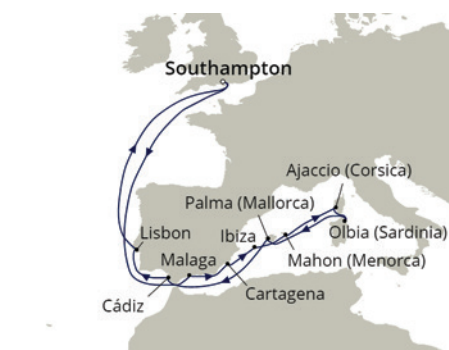 Southampton
Ajaccio (Corsica)
Palma (Mallorca)
Lisbon
Ibiza
Olbia (Sardinia)
Malaga
Mahon (Menorca)
Cartagena
Cádiz